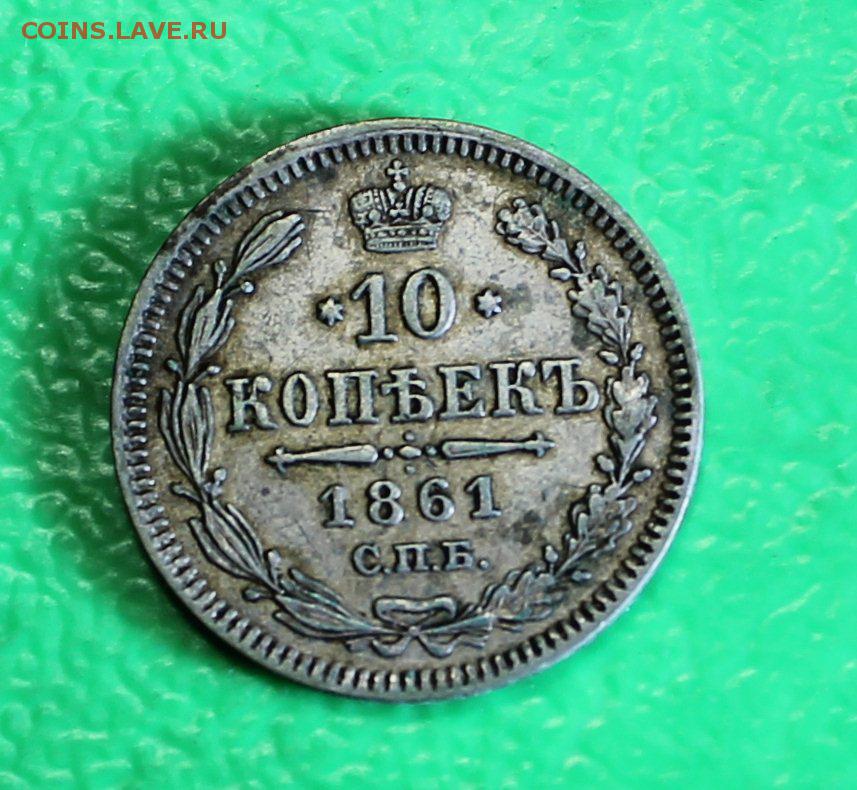 COINS.LAVE.RU
* 10 *
КОПѢЕКЪ
1861
С.П.Б.